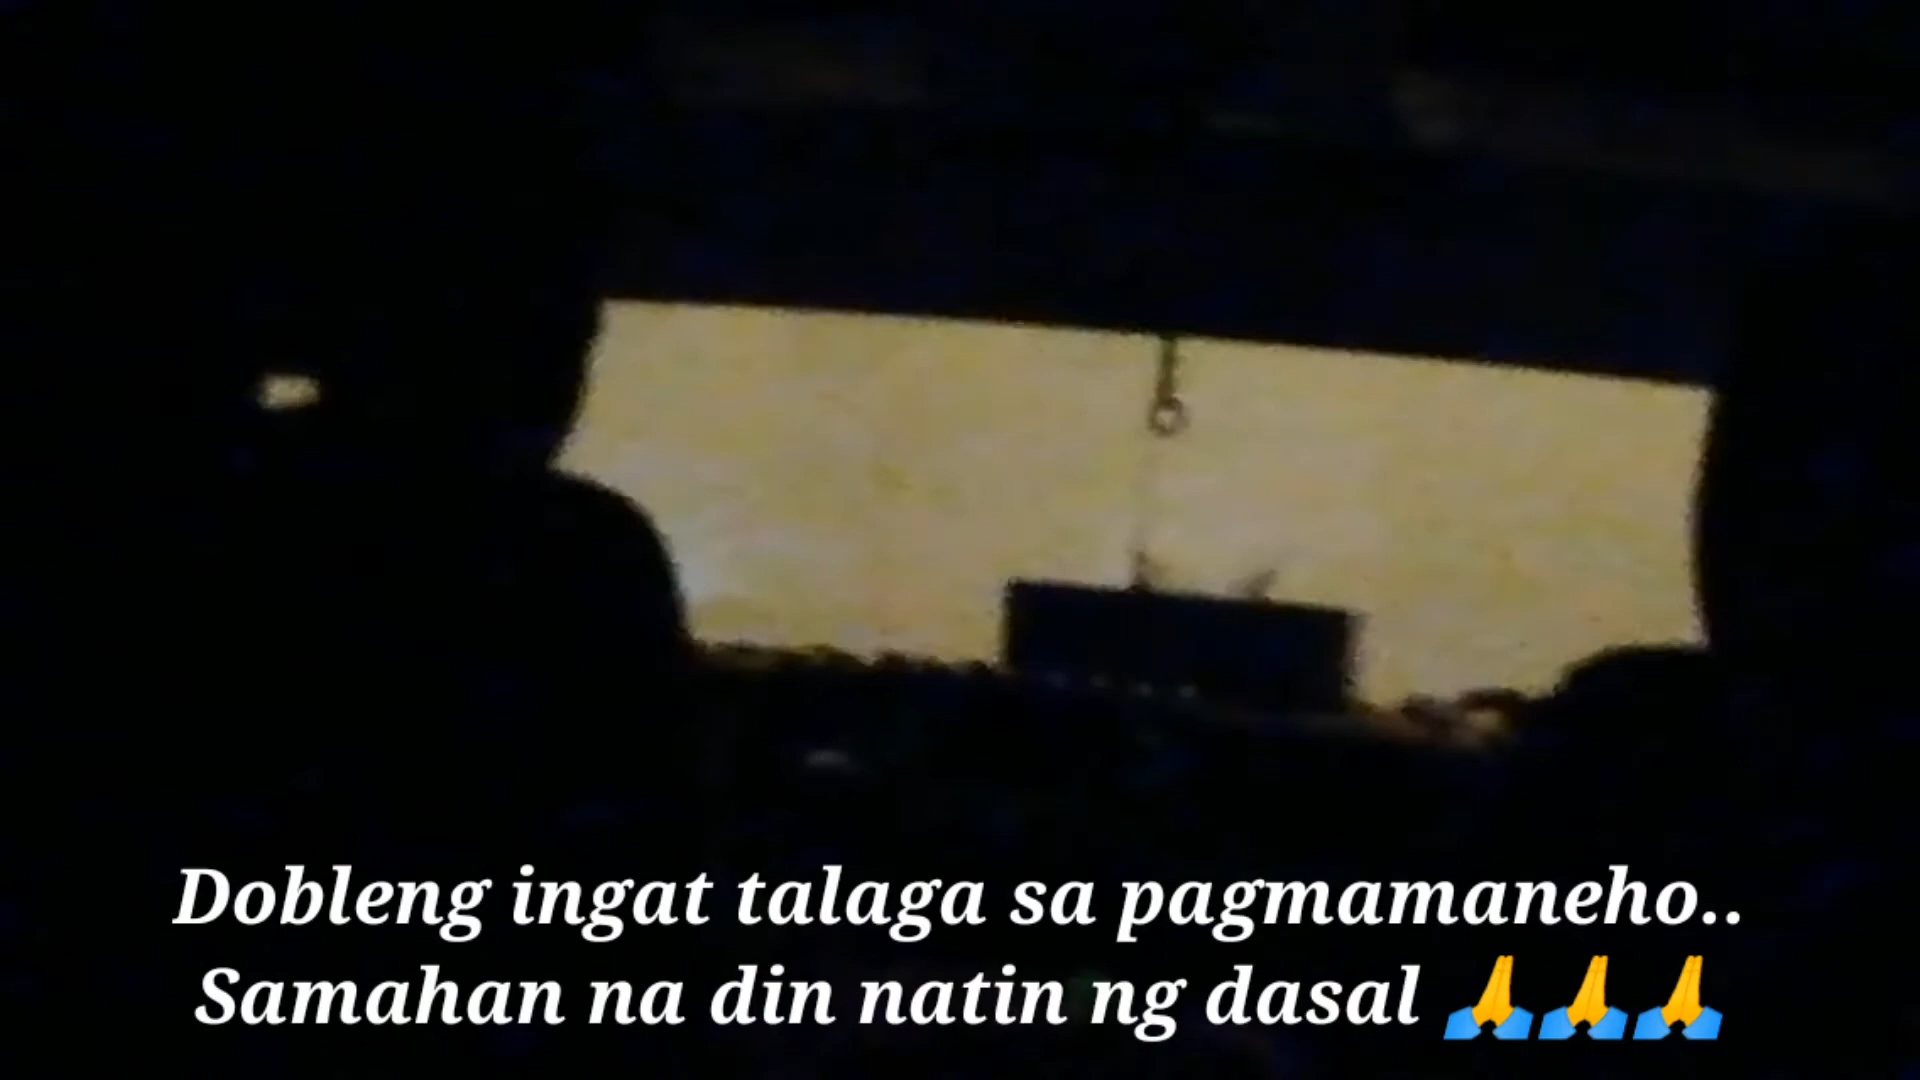 Dobleng ingat talaga sa pagmamaneho..
Samahan na din natin ng dasal 🙏🙏🙏